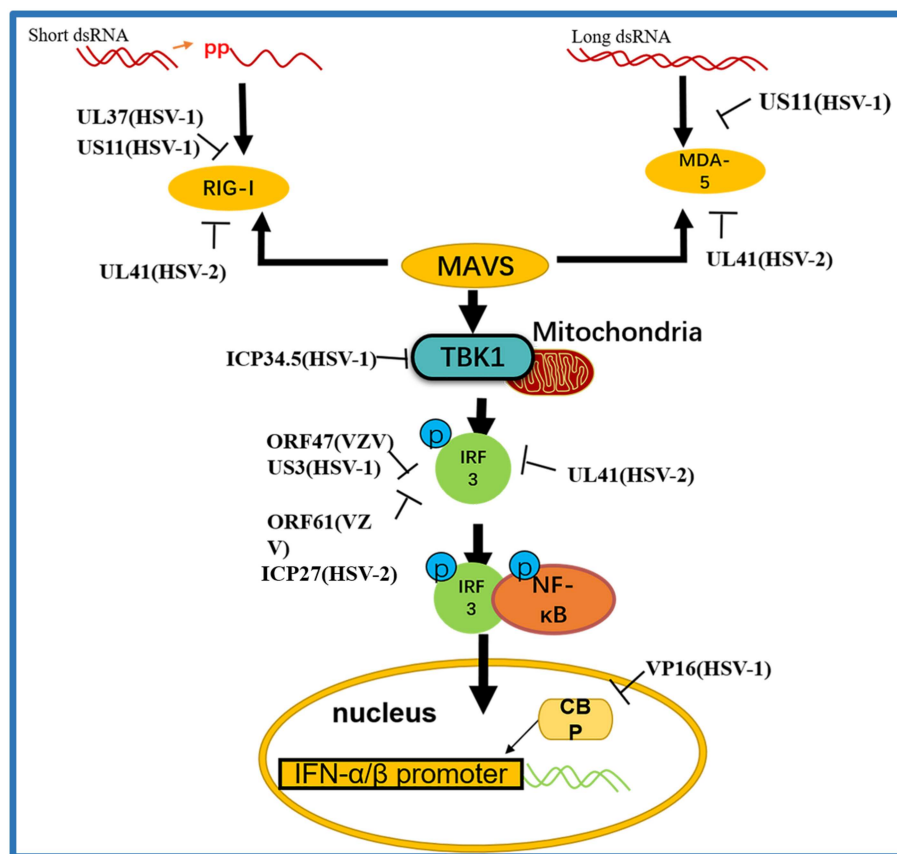 Short dsRNA
pp
Long dsRNA
UL37(HSV-1)
US11(HSV-1)
US11(HSV-1)
RIG-I
MDA-
5
UL41(HSV-2)
UL41(HSV-2)
MAVS
Mitochondria
ICP34.5(HSV-1)
TBK1
p
ORF47(VZV)
US3(HSV-1)
IRF
3
UL41(HSV-2)
ORF61(VZ
V)
ICP27(HSV-2)
p
IRF
3
p
NF-
κB
VP16(HSV-1)
nucleus
CB
P
IFN-α/β promoter